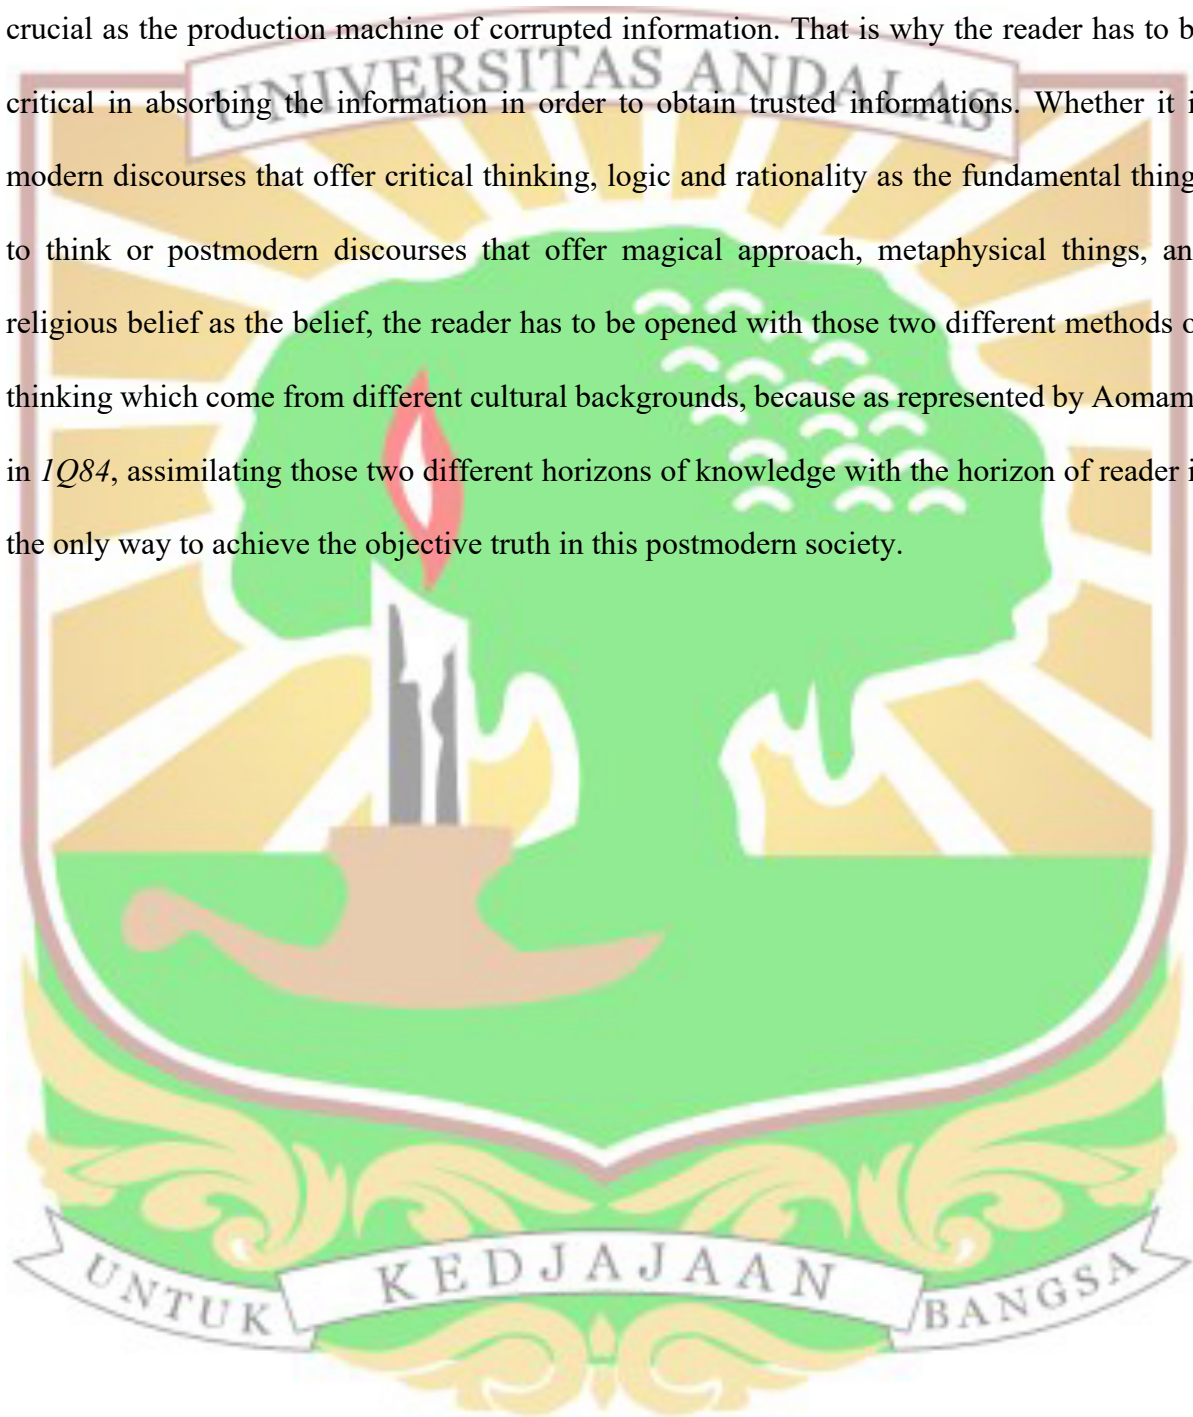 crucial as the production machine of corrupted information. That is why the reader has to b
UNIVERSITAS ANDALAS
critical in absorbing the information in order to obtain trusted informations. Whether it i
modern discourses that offer critical thinking, logic and rationality as the fundamental thing
to think or postmodern discourses that offer magical approach, metaphysical things, an
religious belief as the belief, the reader has to be opened with those two different methods o
thinking which come from different cultural backgrounds, because as represented by Aomam
in 1Q84, assimilating those two different horizons of knowledge with the horizon of reader i
the only way to achieve the objective truth in this postmodern society.
UNTUK KEDJAJAAN BANGSA